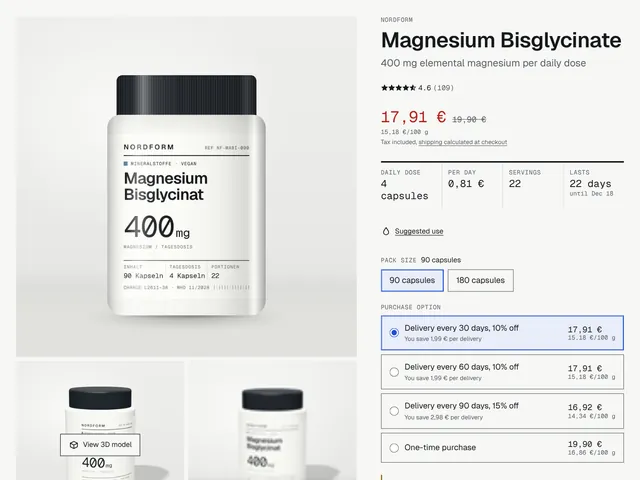 NORDFORM
Magnesium Bisglycinate
400 mg elemental magnesium per daily dose
4.6 (109)
17,91 € 19,90 €
15,18 €/100 g
Tax included, shipping calculated at checkout
DAILY DOSE
4 capsules
PER DAY
0,81 €
SERVINGS
22
LASTS
22 days
until Dec 18
Suggested use
PACK SIZE 90 capsules
90 capsules
180 capsules
PURCHASE OPTION
Delivery every 30 days, 10% off
17,91 €
You save 1,99 € per delivery
15,18 €/100 g
Delivery every 60 days, 10% off
17,91 €
You save 1,99 € per delivery
15,18 €/100 g
Delivery every 90 days, 15% off
16,92 €
You save 2,98 € per delivery
14,34 €/100 g
One-time purchase
19,90 €
16,86 €/100 g
NORDFORM
MINERALSTOFFE · VEGAN
Magnesium
Bisglycinat
400mg
MAGNESIUM / TAGESDOSIS
ENHALT TAGESDOSIS PORTIONEN
90 Kapseln 4 Kapseln 22
NORDFORM
View 3D model
400mg
Magnesium
Bisglycinat
400mg